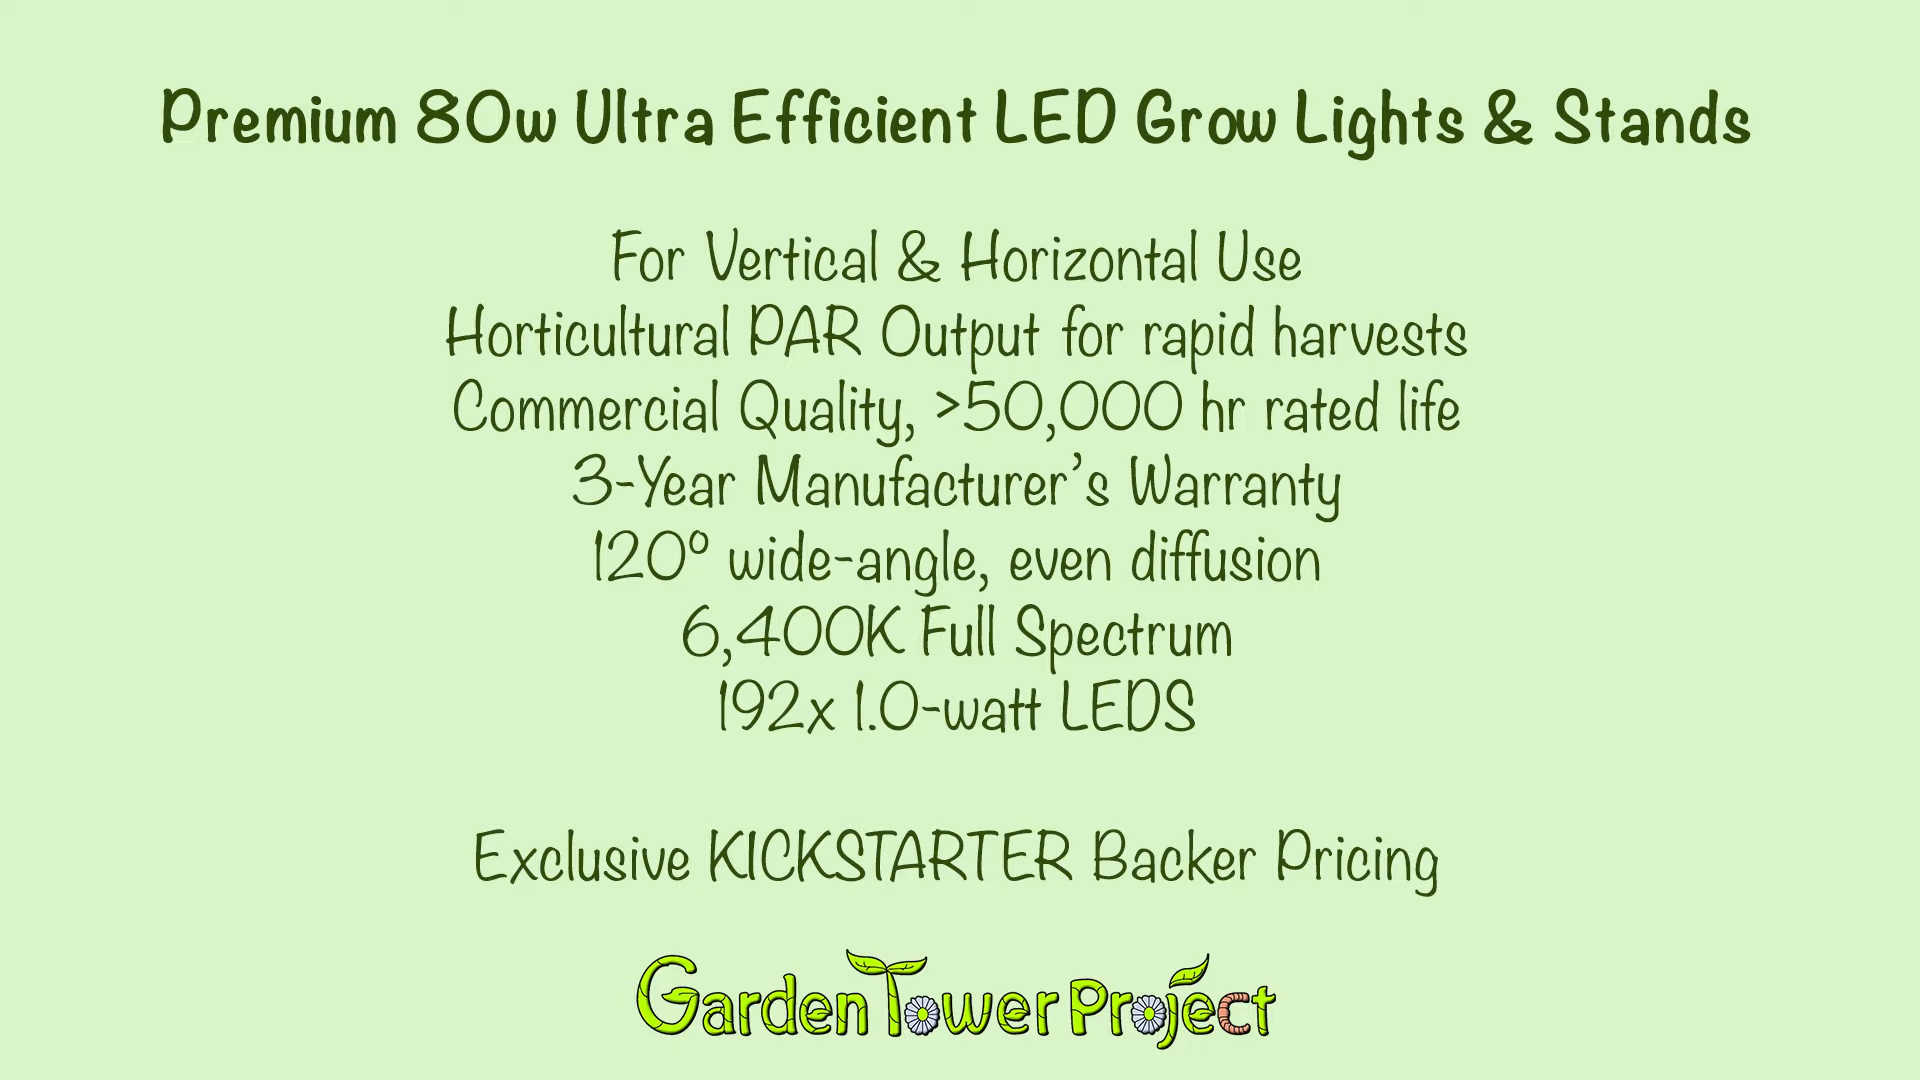 Premium 80w Ultra Efficient LED Grow Lights & Stands
For Vertical & Horizontal Use
Horticultural PAR Output for rapid harvests
Commercial Quality, >50,000 hr rated life
3-Year Manufacturer’s Warranty
120º wide-angle, even diffusion
6,400K Full Spectrum
192x 1.0-watt LEDS
Exclusive KICKSTARTER Backer Pricing
Garden Tower Project